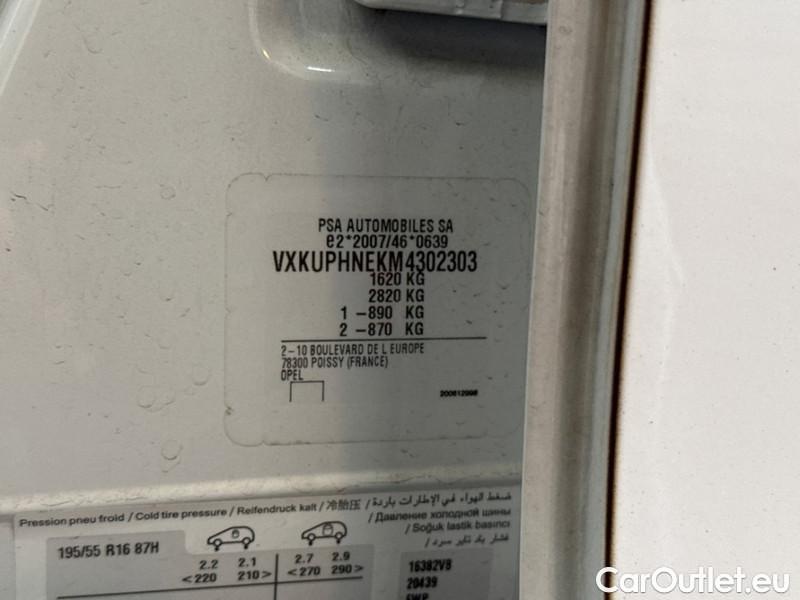 PSA AUTOMOBILES SA
e2*2007/46*0639
VXKUPHNEKM4302303
1620 KG
2820 KG
1 -890 KG
2 -870 KG
2-10 BOULEVARD DE L EUROPE
78300 POISSY (FRANCE)
OPEL
Pression pneu froid / Cold tire pressure / Reifendruck kalt / 冷胎压 / ضغط الهواء في الإطارات باردة /
/ Давление холодной шины
/ Soğuk lastik basıncı
195/55 R16 87H
2.2 2.1 2.7 2.9
<220 210> <270 290>
16382VB
20439
CarOutlet.eu